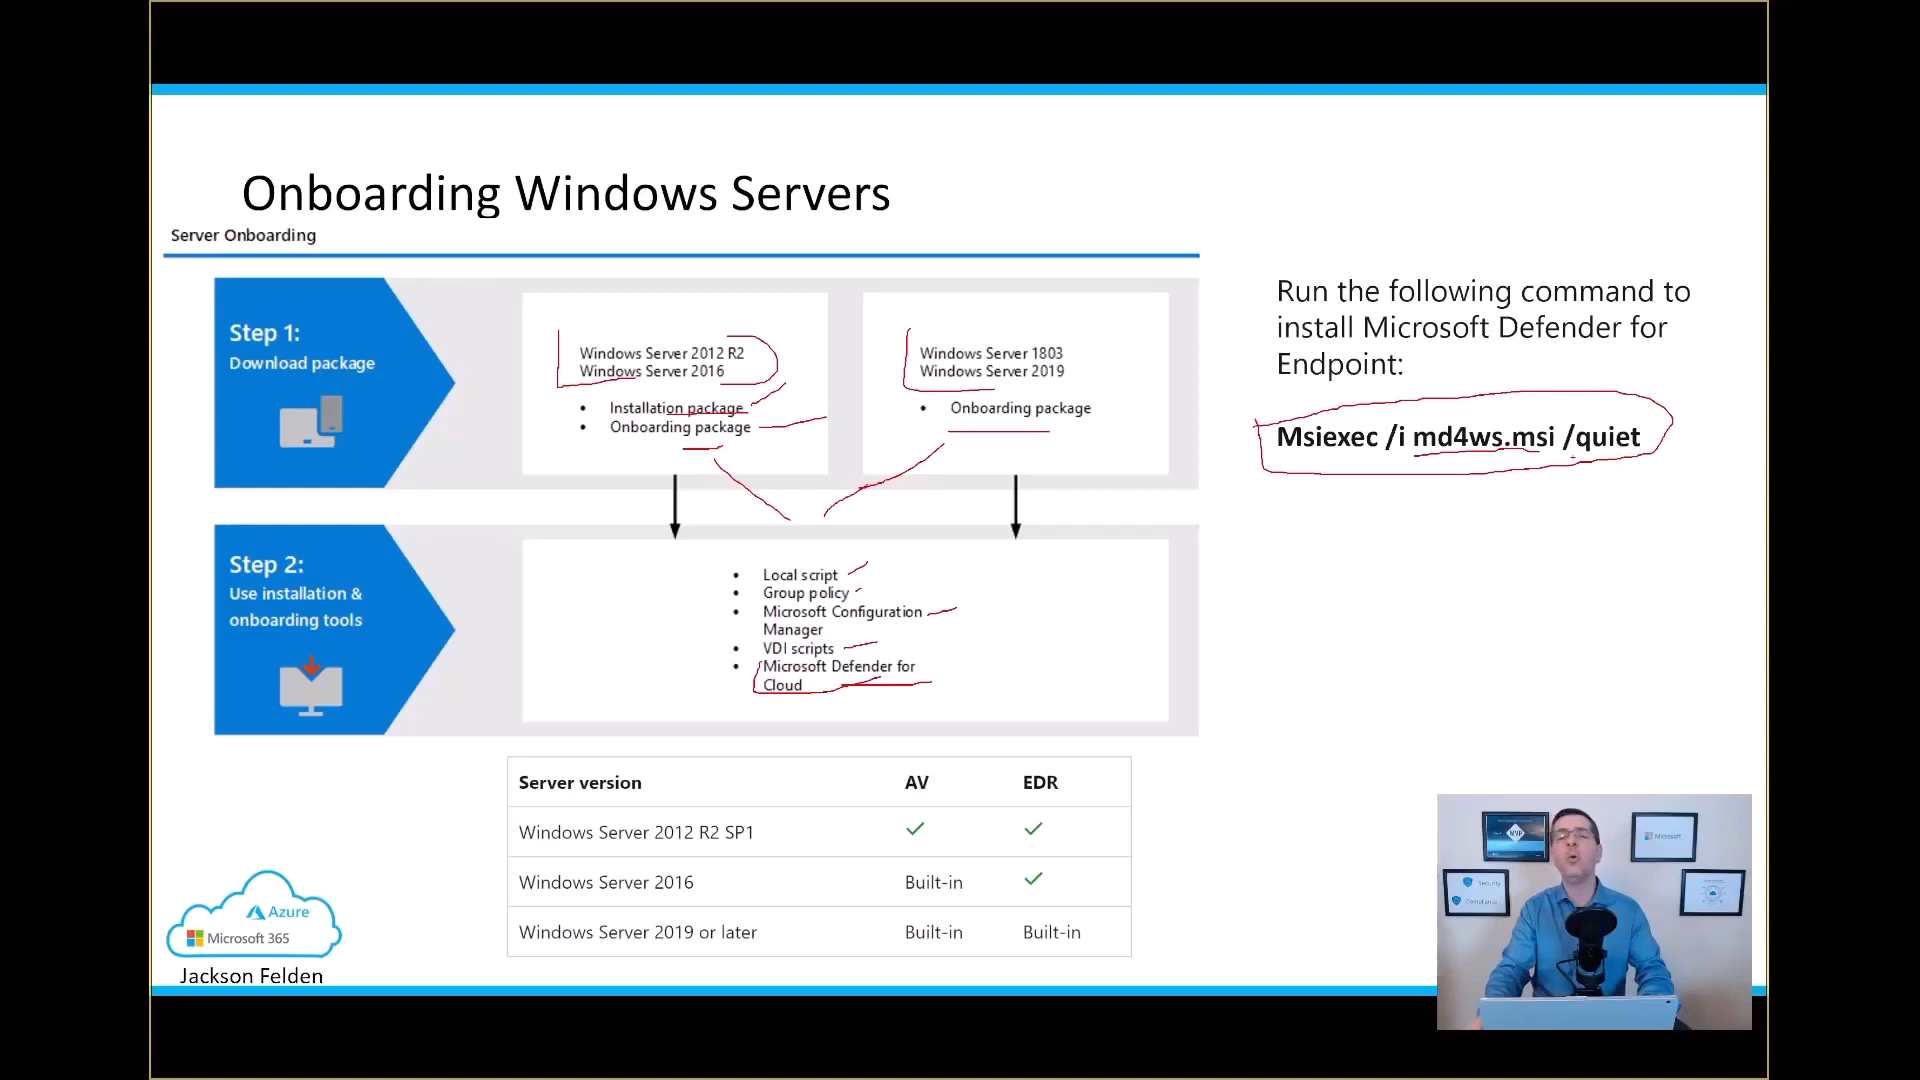 Onboarding Windows Servers
Server Onboarding
Step 1:
Download package
Windows Server 2012 R2
Windows Server 2016
• Installation package
• Onboarding package
Windows Server 1803
Windows Server 2019
• Onboarding package
Step 2:
Use installation &
onboarding tools
• Local script
• Group policy
• Microsoft Configuration
Manager
• VDI scripts
• Microsoft Defender for
Cloud
Run the following command to
install Microsoft Defender for
Endpoint:
Msiexec /i md4ws.msi /quiet
Server version AV EDR
Windows Server 2012 R2 SP1 ✓ ✓
Windows Server 2016 Built-in ✓
Windows Server 2019 or later Built-in Built-in
Azure
Microsoft 365
Jackson Felden
MVP
Microsoft
Security
Compliance